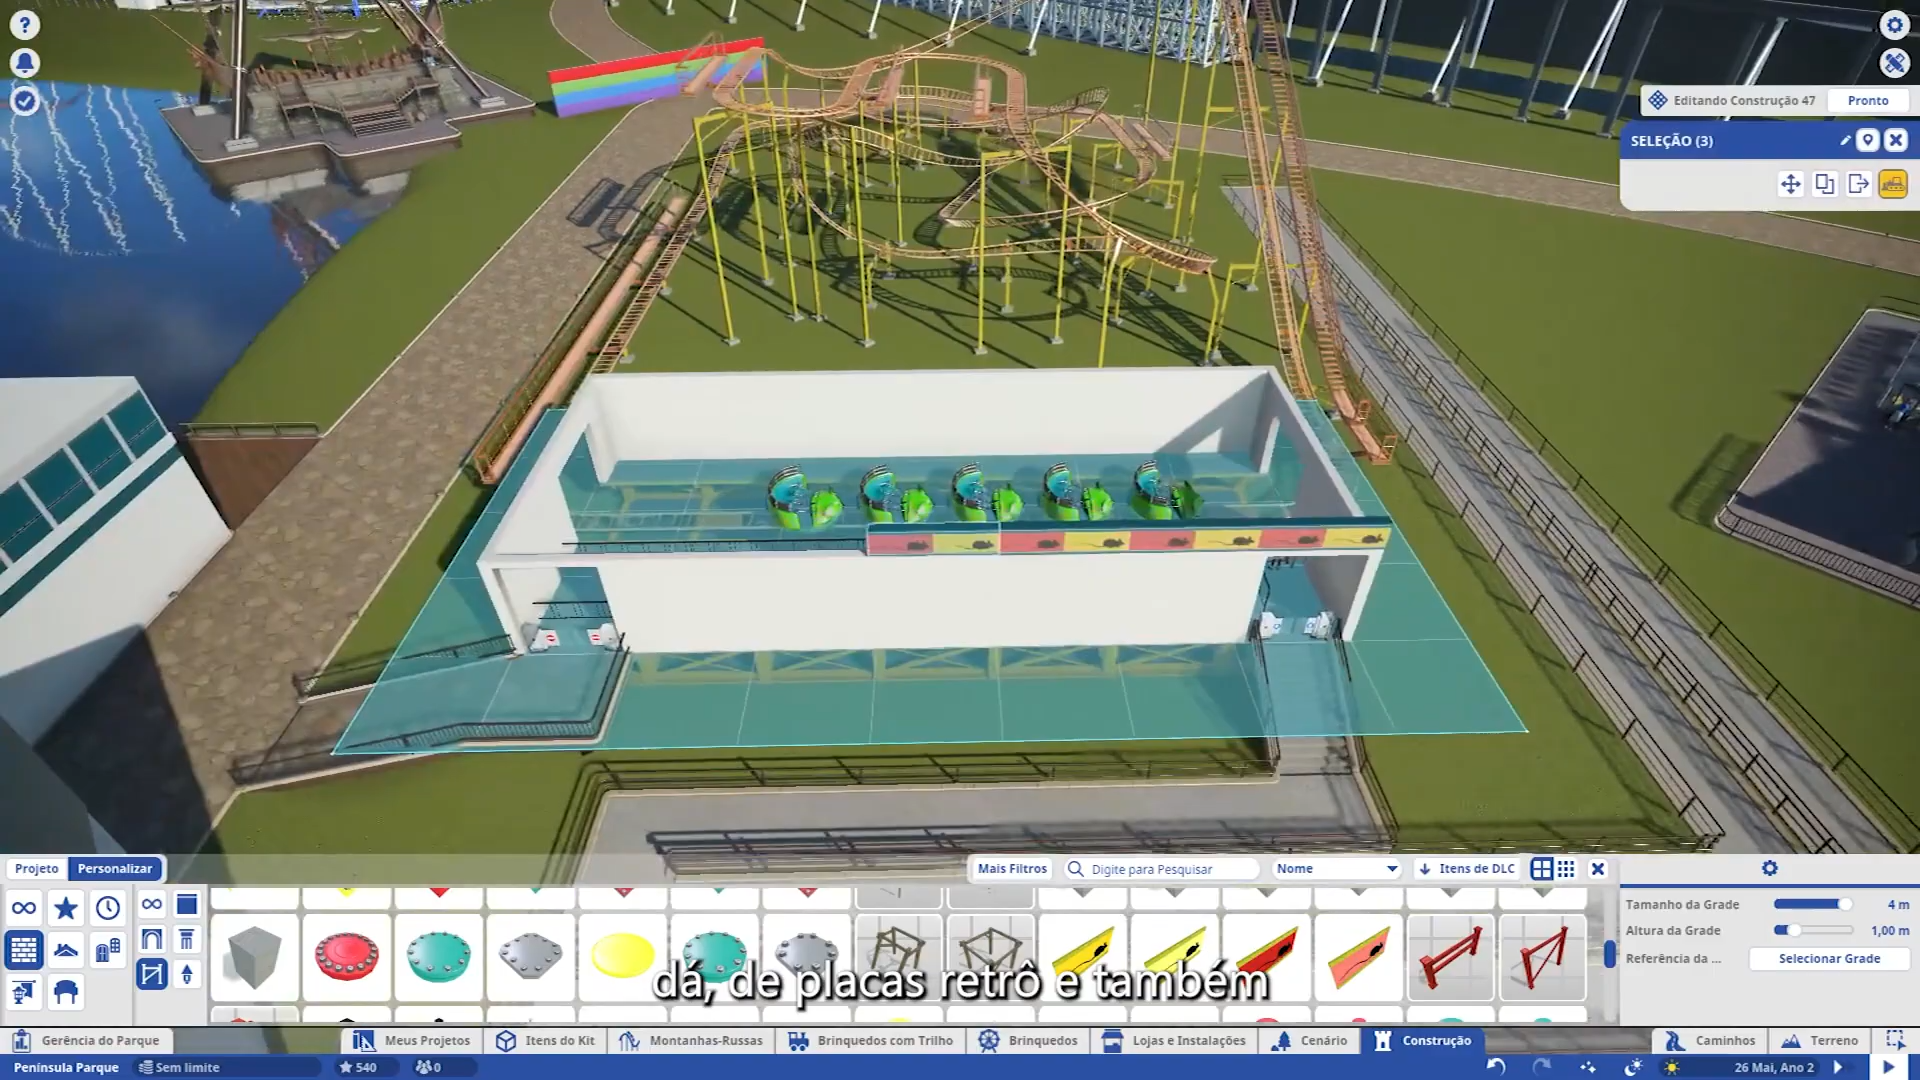 Editando Construção 47
Pronto
SELEÇÃO (3)
Projeto
Personalizar
Mais Filtros
Digite para Pesquisar
Nome
Itens de DLC
Tamanho da Grade
4 m
Altura da Grade
1,00 m
Referência da ...
Selecionar Grade
dá, de placas retrô e também
Gerência do Parque
Meus Projetos
Itens do Kit
Montanhas-Russas
Brinquedos com Trilho
Brinquedos
Lojas e Instalações
Cenário
Construção
Caminhos
Terreno
Península Parque
Sem limite
540
0
26 Mai, Ano 2